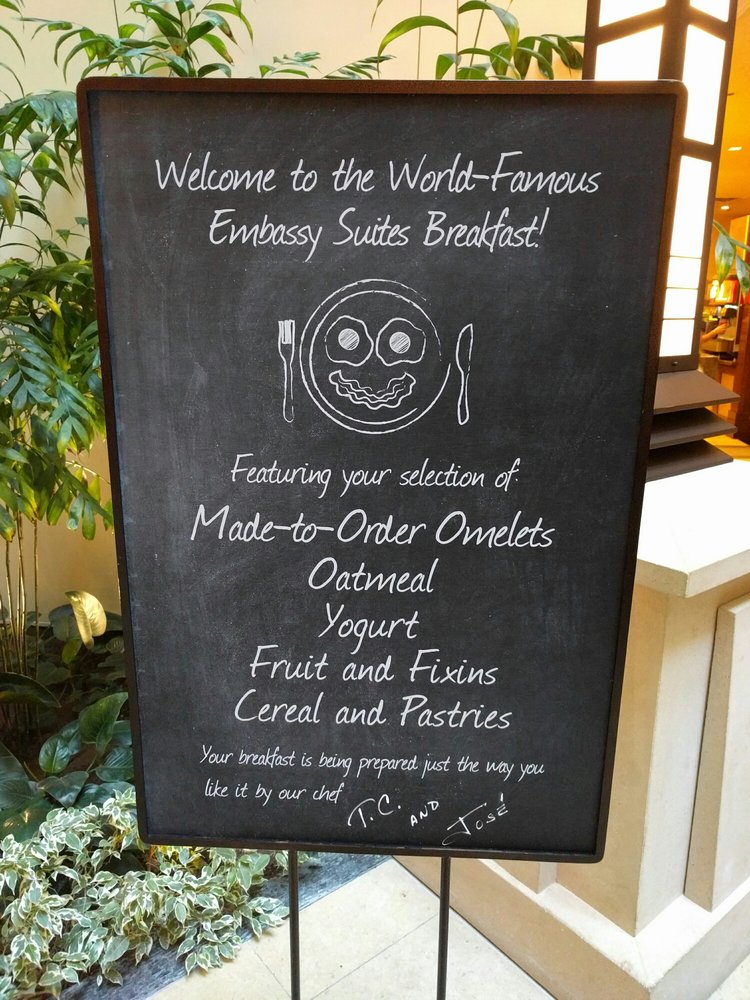 Welcome to the World-Famous
Embassy Suites Breakfast!
Featuring your selection of:
Made-to-Order Omelets
Oatmeal
Yogurt
Fruit and Fixins
Cereal and Pastries
Your breakfast is being prepared just the way you
like it by our chef T.C. AND José